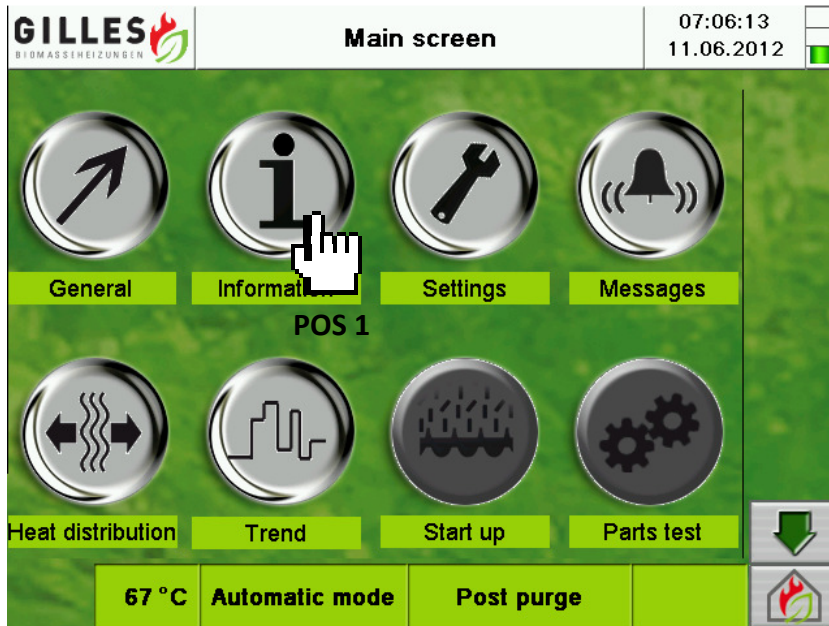 GILLES
BIOMASSEHEIZUNGEN
Main screen
07:06:13
11.06.2012
General
Information
Settings
Messages
POS 1
Heat distribution
Trend
Start up
Parts test
67 °C
Automatic mode
Post purge